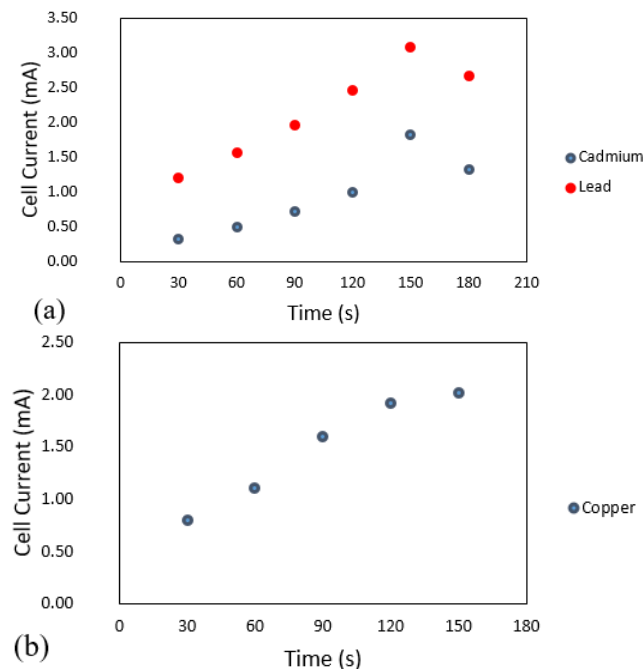 3.50
3.00
2.50
2.00
1.50
1.00
0.50
0.00
Cell Current (mA)
0 30 60 90 120 150 180 210
Time (s)
Cadmium
Lead
(a)
2.50
2.00
1.50
1.00
0.50
0.00
Cell Current (mA)
0 30 60 90 120 150 180
Time (s)
Copper
(b)